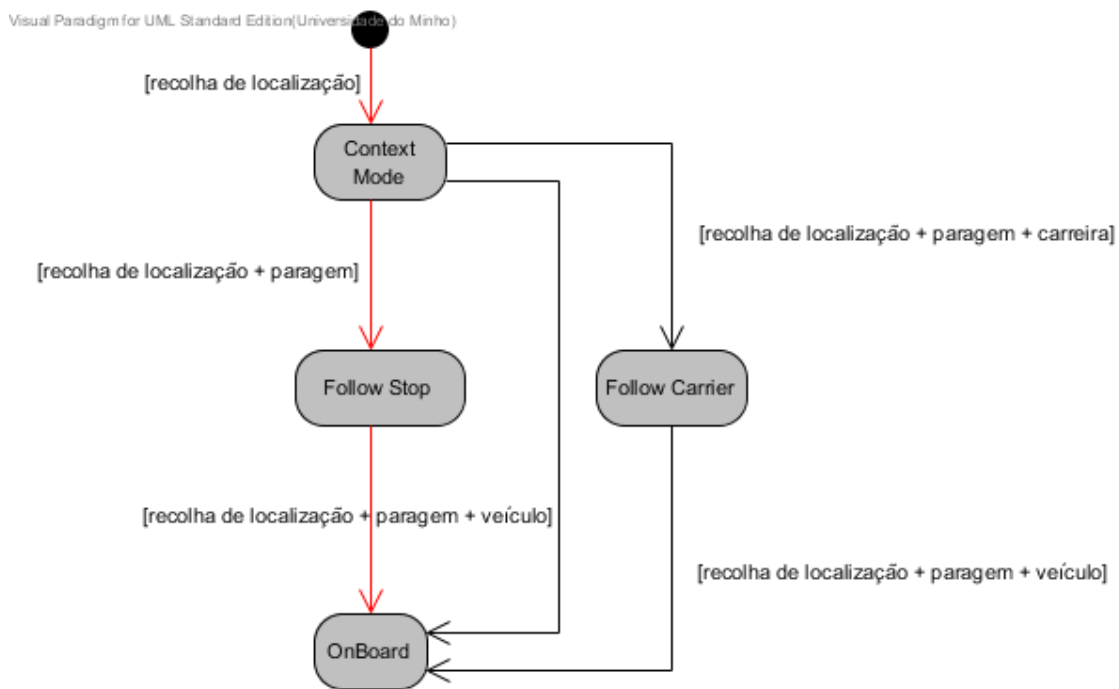 Visual Paradigm for UML Standard Edition(Universidade do Minho)
[recolha de localização]
Context
Mode
[recolha de localização + paragem + carreira]
[recolha de localização + paragem]
Follow Stop
Follow Carrier
[recolha de localização + paragem + veículo]
[recolha de localização + paragem + veículo]
OnBoard